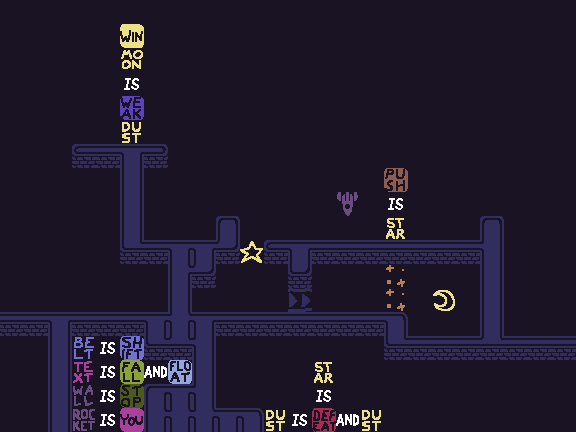 WIN
MOON
IS
WEAK
DUST
PUSH
IS
STAR
BELT IS SHIFT
TEXT IS FALL AND FLOAT
WALL IS STOP
ROCKET IS YOU
STAR
IS
DUST IS DEFEAT AND DUST